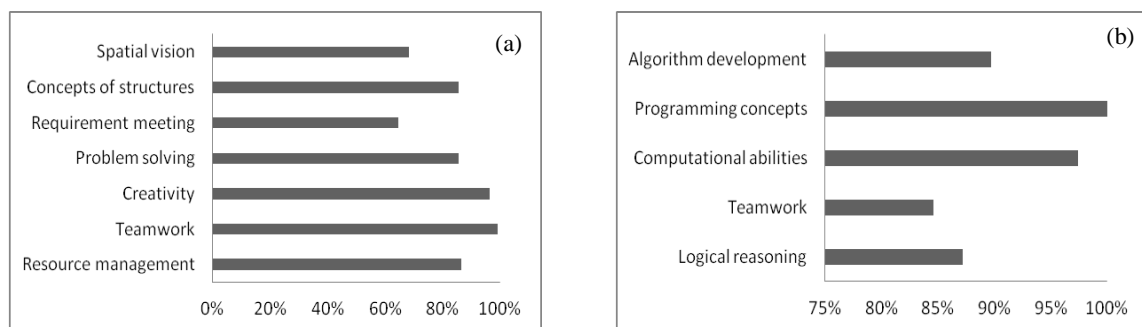 (a)
Spatial vision
Concepts of structures
Requirement meeting
Problem solving
Creativity
Teamwork
Resource management
0% 20% 40% 60% 80% 100%
(b)
Algorithm development
Programming concepts
Computational abilities
Teamwork
Logical reasoning
75% 80% 85% 90% 95% 100%